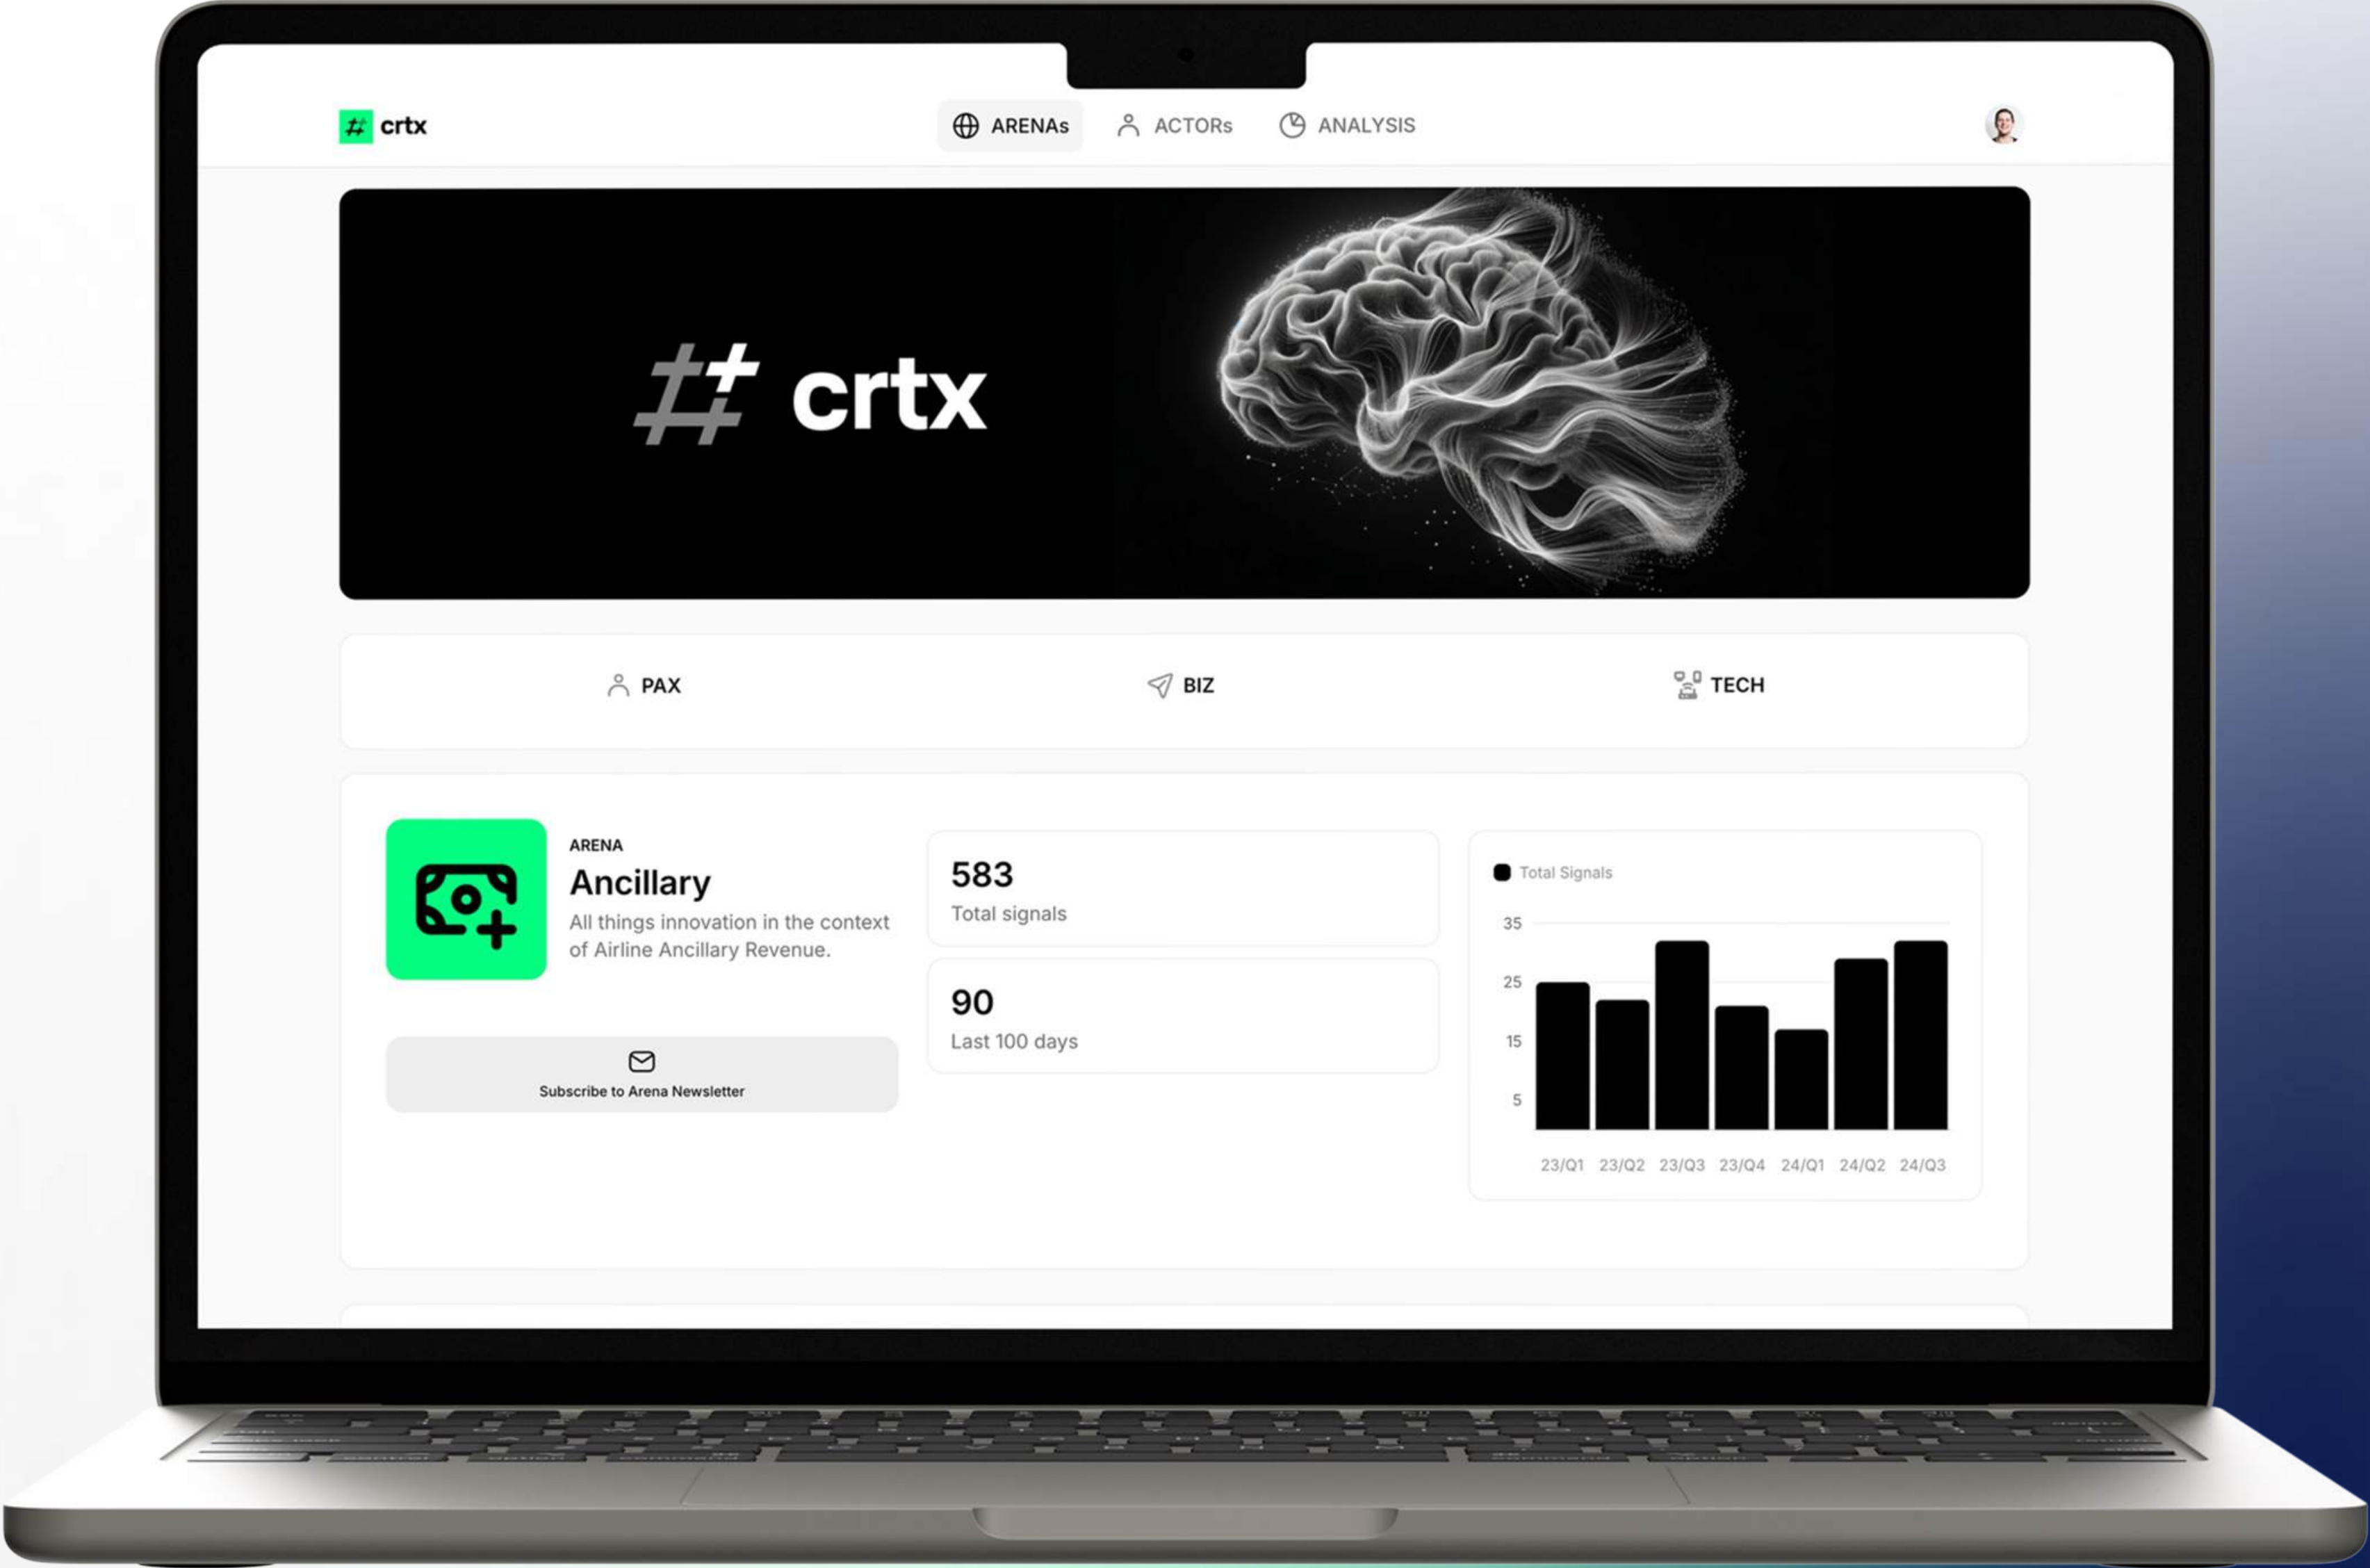 crtx
ARENAs
ACTORs
ANALYSIS
crtx
PAX
BIZ
TECH
ARENA
Ancillary
All things innovation in the context
of Airline Ancillary Revenue.
Subscribe to Arena Newsletter
583
Total signals
90
Last 100 days
Total Signals
35
25
15
5
23/Q1 23/Q2 23/Q3 23/Q4 24/Q1 24/Q2 24/Q3